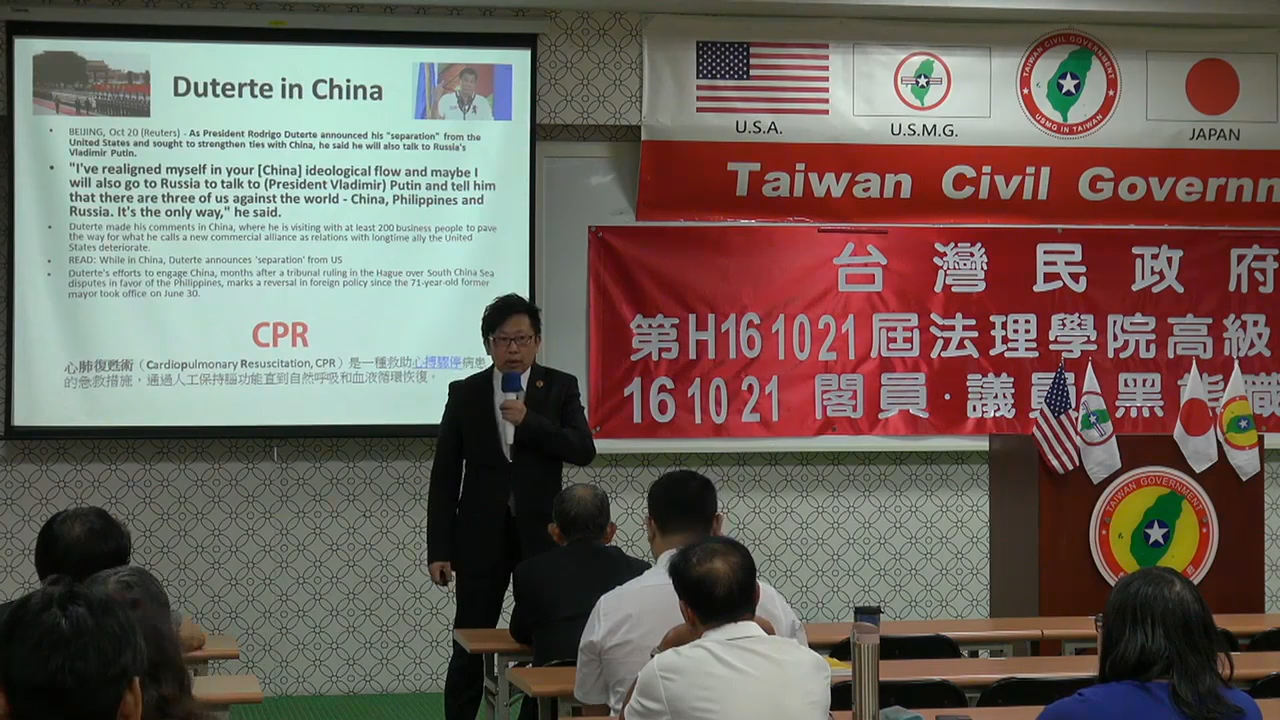 Duterte in China
• BEIJING, Oct 20 (Reuters) - As President Rodrigo Duterte announced his "separation" from the
United States and sought to strengthen ties with China, he said he will also talk to Russia's
Vladimir Putin.
• "I've realigned myself in your [China] ideological flow and maybe I
will also go to Russia to talk to (President Vladimir) Putin and tell him
that there are three of us against the world - China, Philippines and
Russia. It's the only way," he said.
• Duterte made his comments in China, where he is visiting with at least 200 business people to pave
the way for what he calls a new commercial alliance as relations with longtime ally the United
States deteriorate.
• READ: While in China, Duterte announces 'separation' from US
• Duterte's efforts to engage China, months after a tribunal ruling in the Hague over South China Sea
disputes in favor of the Philippines, marks a reversal in foreign policy since the 71-year-old former
mayor took office on June 30.
CPR
心肺復甦術（Cardiopulmonary Resuscitation, CPR）是一種救助心搏驟停病患
的急救措施，通過人工保持腦功能直到自然呼吸和血液循環恢復。
U.S.A.
U.S.M.G.
TAIWAN CIVIL GOVERNMENT
USMG IN TAIWAN
JAPAN
Taiwan Civil Governm
台灣民政府
第H161021屆法理學院高級
161021 閣員·議員 黑熊職
TAIWAN GOVERNMENT